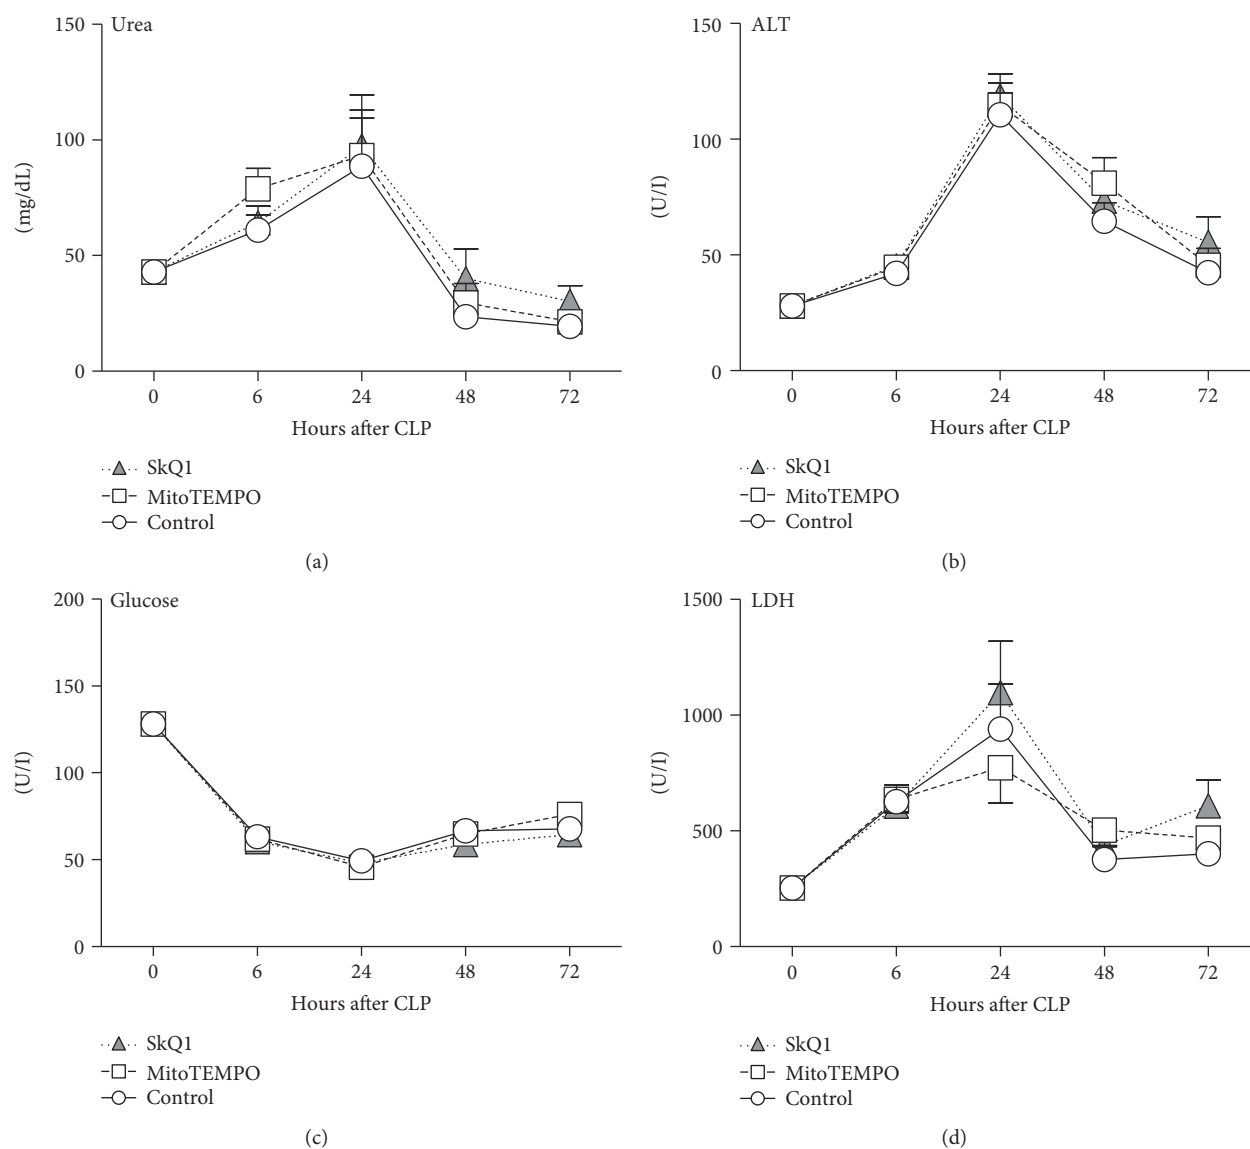 Urea
150
100
50
0
(mg/dL)
0 6 24 48 72
Hours after CLP
SkQ1
MitoTEMPO
Control
(a)
ALT
150
100
50
0
(U/I)
0 6 24 48 72
Hours after CLP
SkQ1
MitoTEMPO
Control
(b)
Glucose
200
150
100
50
0
(U/I)
0 6 24 48 72
Hours after CLP
SkQ1
MitoTEMPO
Control
(c)
LDH
1500
1000
500
0
(U/I)
0 6 24 48 72
Hours after CLP
SkQ1
MitoTEMPO
Control
(d)